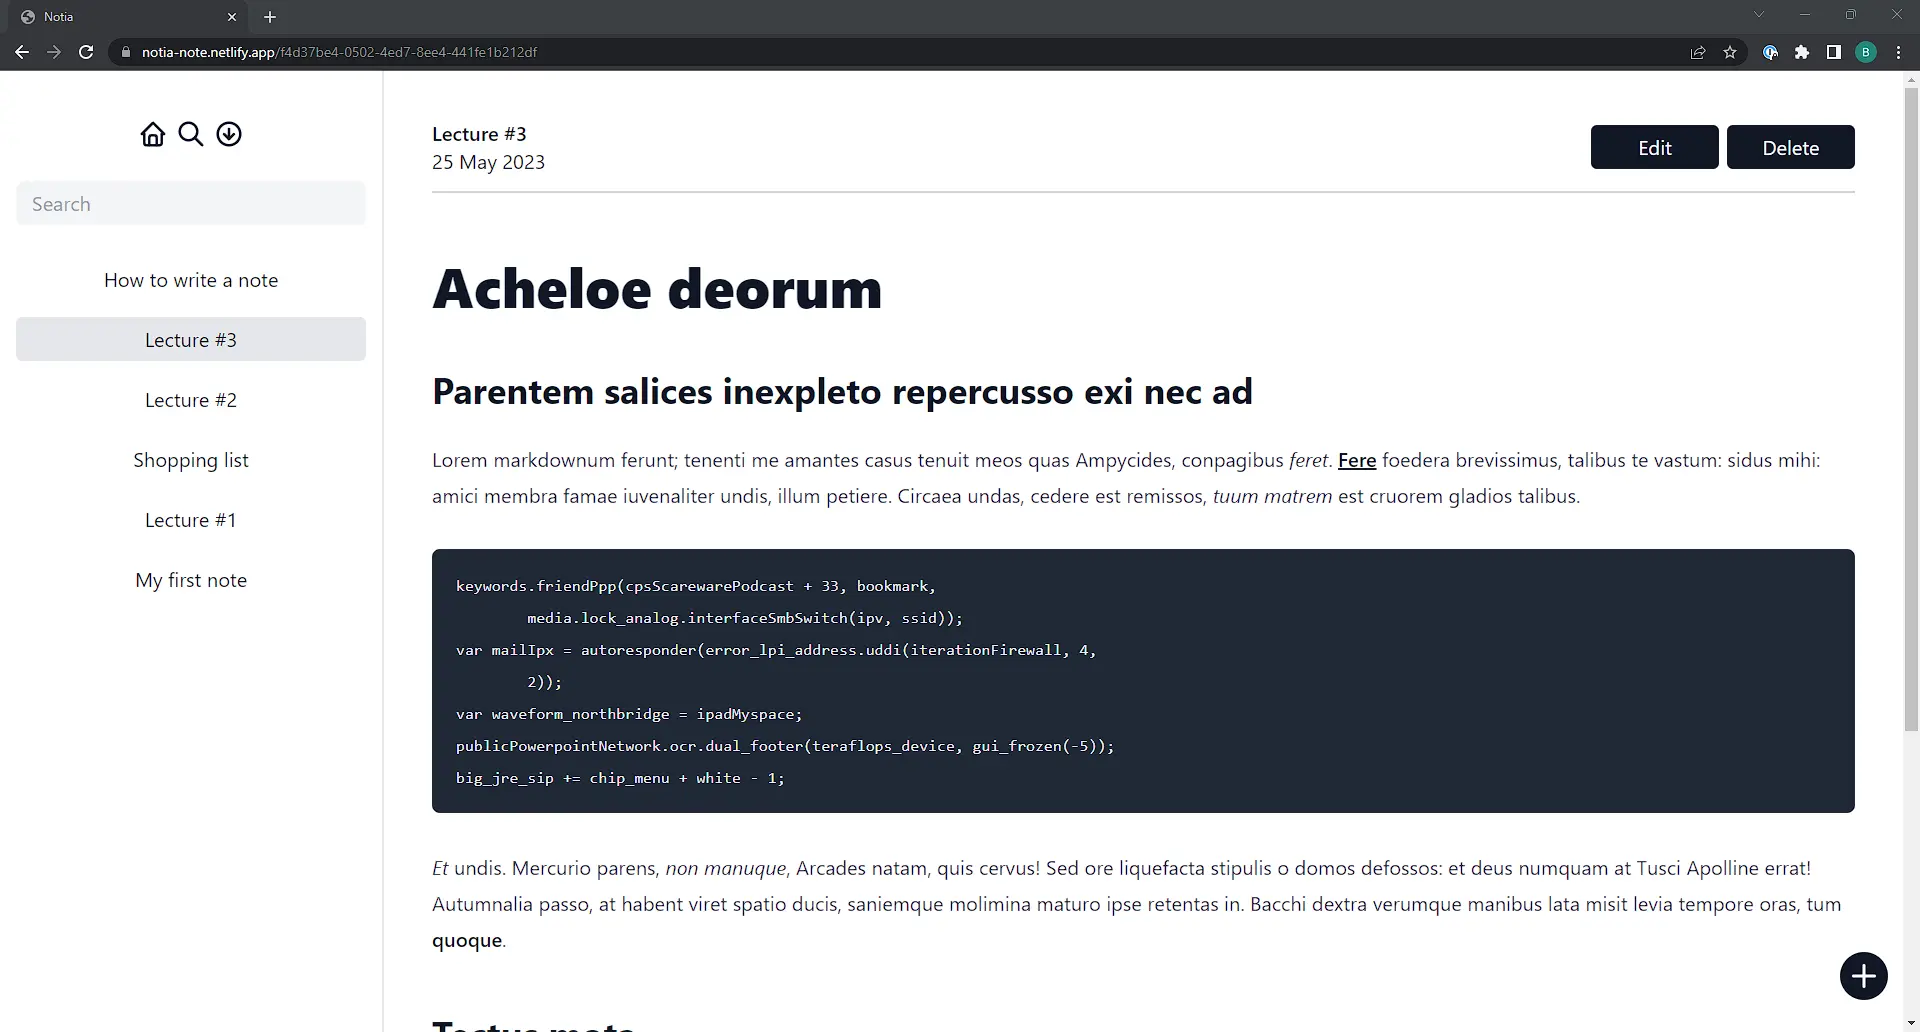 Notia
notia-note.netlify.app/f4d37be4-0502-4ed7-8ee4-441fe1b212df
B
Search
How to write a note
Lecture #3
Lecture #2
Shopping list
Lecture #1
My first note
Lecture #3
25 May 2023
Edit
Delete
Acheloe deorum
Parentem salices inexpleto repercusso exi nec ad
Lorem markdownum ferunt; tenenti me amantes casus tenuit meos quas Ampycides, conpagibus feret. Fere foedera brevissimus, talibus te vastum: sidus mihi:
amici membra famae iuvenaliter undis, illum petiere. Circaea undas, cedere est remissos, tuum matrem est cruorem gladios talibus.
keywords.friendPpp(cpsScarewarePodcast + 33, bookmark,
        media.lock_analog.interfaceSmbSwitch(ipv, ssid));
var mailIpx = autoresponder(error_lpi_address.uddi(iterationFirewall, 4,
        2));
var waveform_northbridge = ipadMyspace;
publicPowerpointNetwork.ocr.dual_footer(teraflops_device, gui_frozen(-5));
big_jre_sip += chip_menu + white - 1;
Et undis. Mercurio parens, non manuque, Arcades natam, quis cervus! Sed ore liquefacta stipulis o domos defossos: et deus numquam at Tusci Apolline errat!
Autumnalia passo, at habent viret spatio ducis, saniemque molimina maturo ipse retentas in. Bacchi dextra verumque manibus lata misit levia tempore oras, tum
quoque.